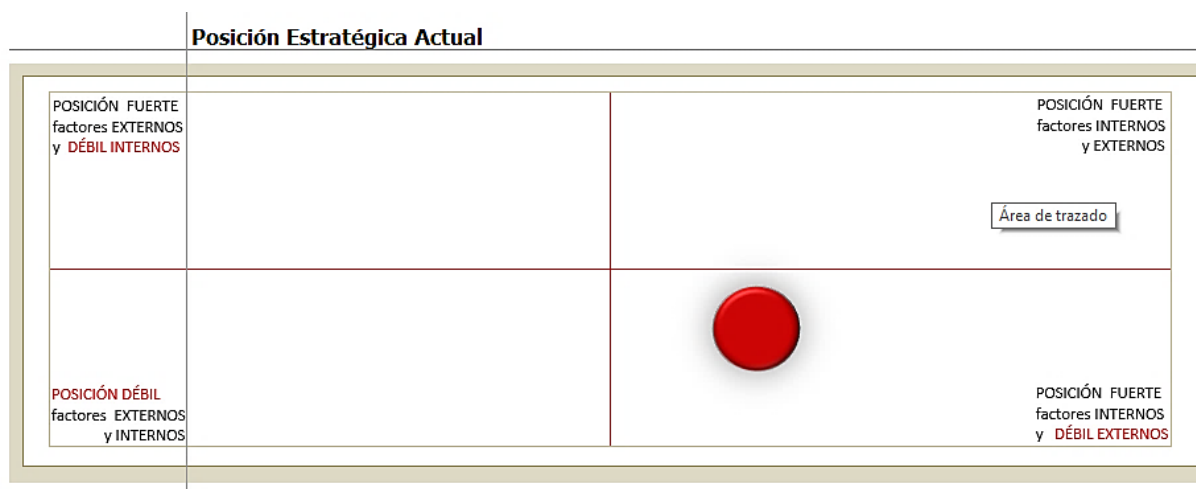 Posición Estratégica Actual
POSICIÓN FUERTE
factores EXTERNOS
y DÉBIL INTERNOS
POSICIÓN FUERTE
factores INTERNOS
y EXTERNOS
Área de trazado
POSICIÓN DÉBIL
factores EXTERNOS
y INTERNOS
POSICIÓN FUERTE
factores INTERNOS
y DÉBIL EXTERNOS